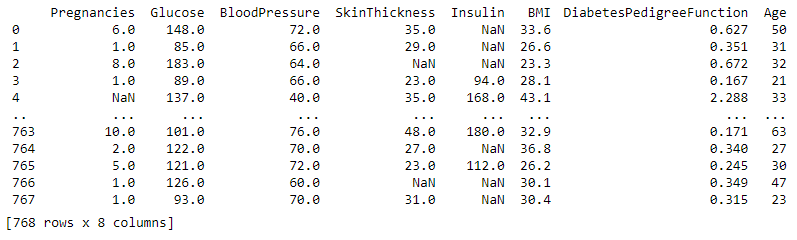 Pregnancies Glucose BloodPressure SkinThickness Insulin BMI DiabetesPedigreeFunction Age
0 6.0 148.0 72.0 35.0 NaN 33.6 0.627 50
1 1.0 85.0 66.0 29.0 NaN 26.6 0.351 31
2 8.0 183.0 64.0 NaN NaN 23.3 0.672 32
3 1.0 89.0 66.0 23.0 94.0 28.1 0.167 21
4 NaN 137.0 40.0 35.0 168.0 43.1 2.288 33
.. ... ... ... ... ... ... ... ...
763 10.0 101.0 76.0 48.0 180.0 32.9 0.171 63
764 2.0 122.0 70.0 27.0 NaN 36.8 0.340 27
765 5.0 121.0 72.0 23.0 112.0 26.2 0.245 30
766 1.0 126.0 60.0 NaN NaN 30.1 0.349 47
767 1.0 93.0 70.0 31.0 NaN 30.4 0.315 23
[768 rows x 8 columns]